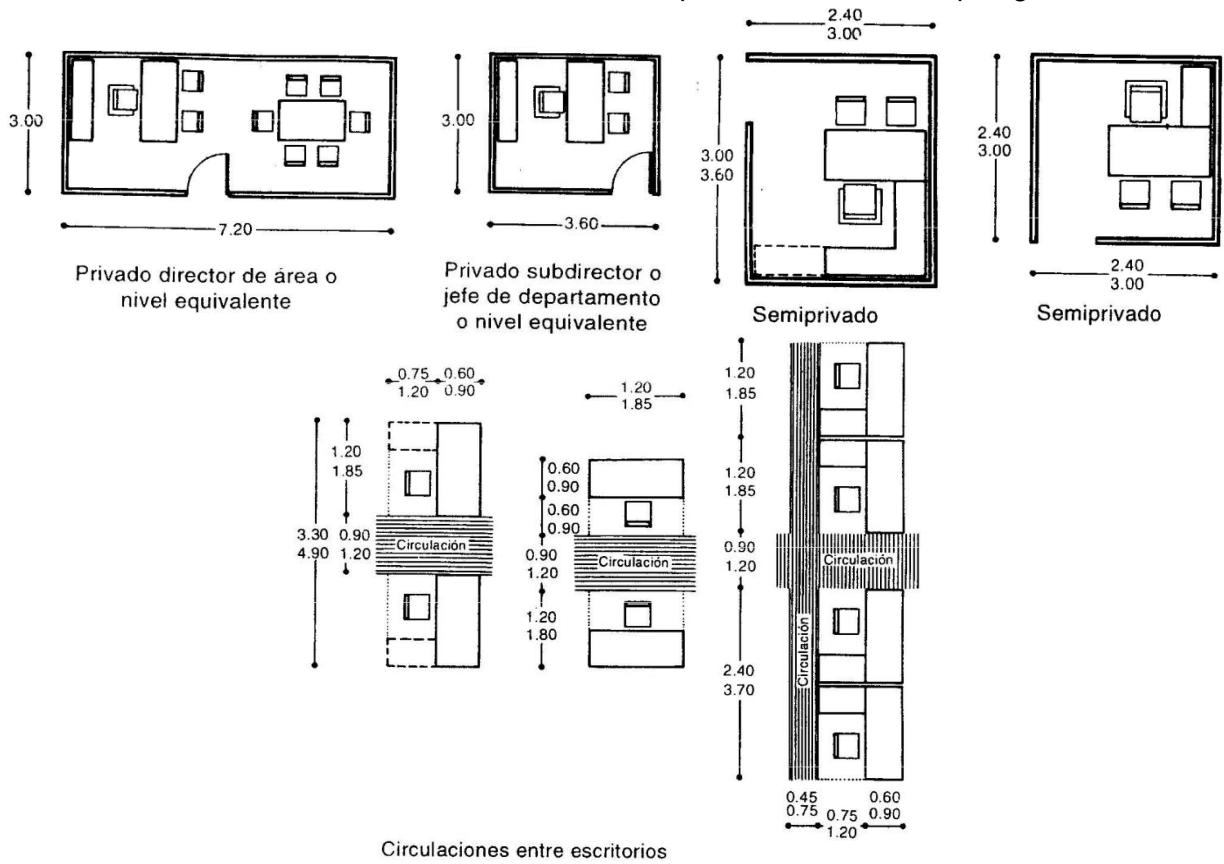 2.40
3.00
3.00
7.20
Privado director de área o
nivel equivalente
3.00
3.60
Privado subdirector o
jefe de departamento
o nivel equivalente
3.00
3.60
Semiprivado
2.40
3.00
2.40
3.00
Semiprivado
0.75 0.60
1.20 0.90
1.20
1.85
3.30 0.90
4.90 1.20
Circulación
1.20
1.85
0.60
0.90
0.60
0.90
0.90
1.20
Circulación
1.20
1.80
1.20
1.85
1.20
1.85
0.90
1.20
Circulación
Circulación
2.40
3.70
0.45 0.60
0.75 0.75 0.90
1.20
Circulaciones entre escritorios